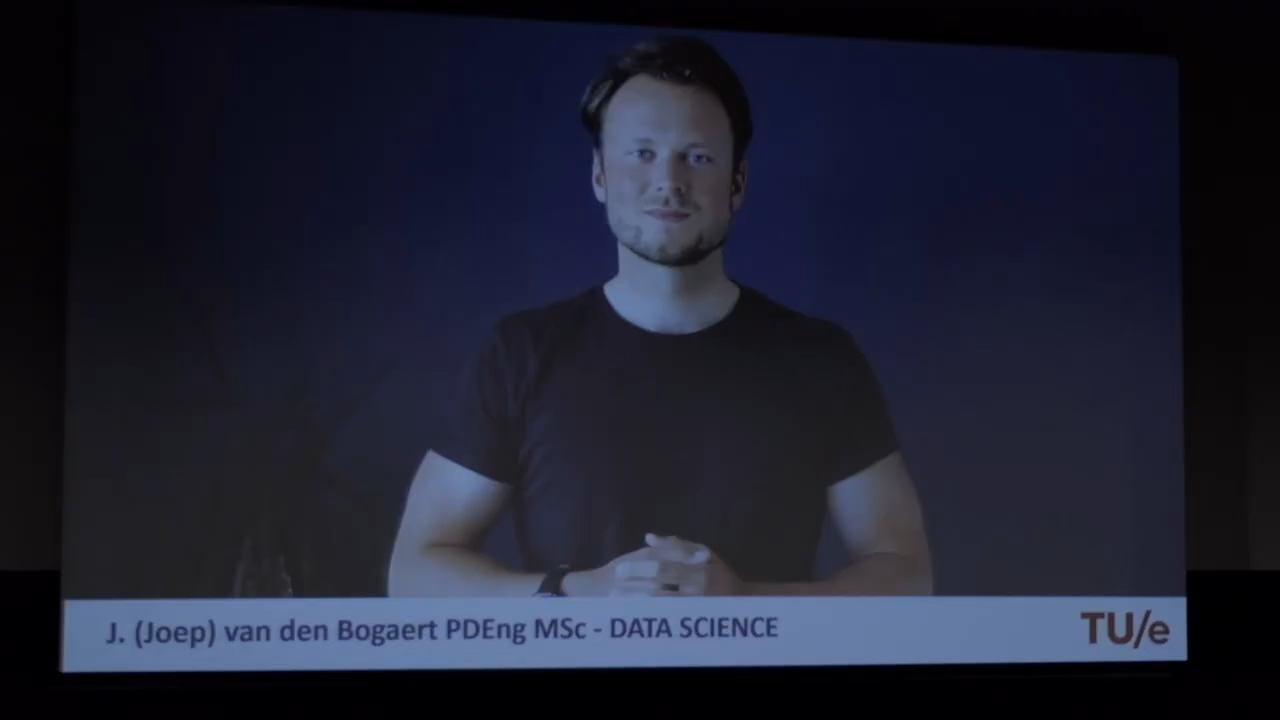 J. (Joep) van den Bogaert PDEng MSc - DATA SCIENCE
TU/e